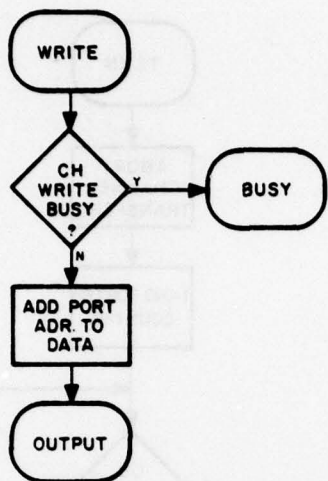 WRITE
CH
WRITE
BUSY
?
Y
BUSY
N
ADD PORT
ADR. TO
DATA
OUTPUT